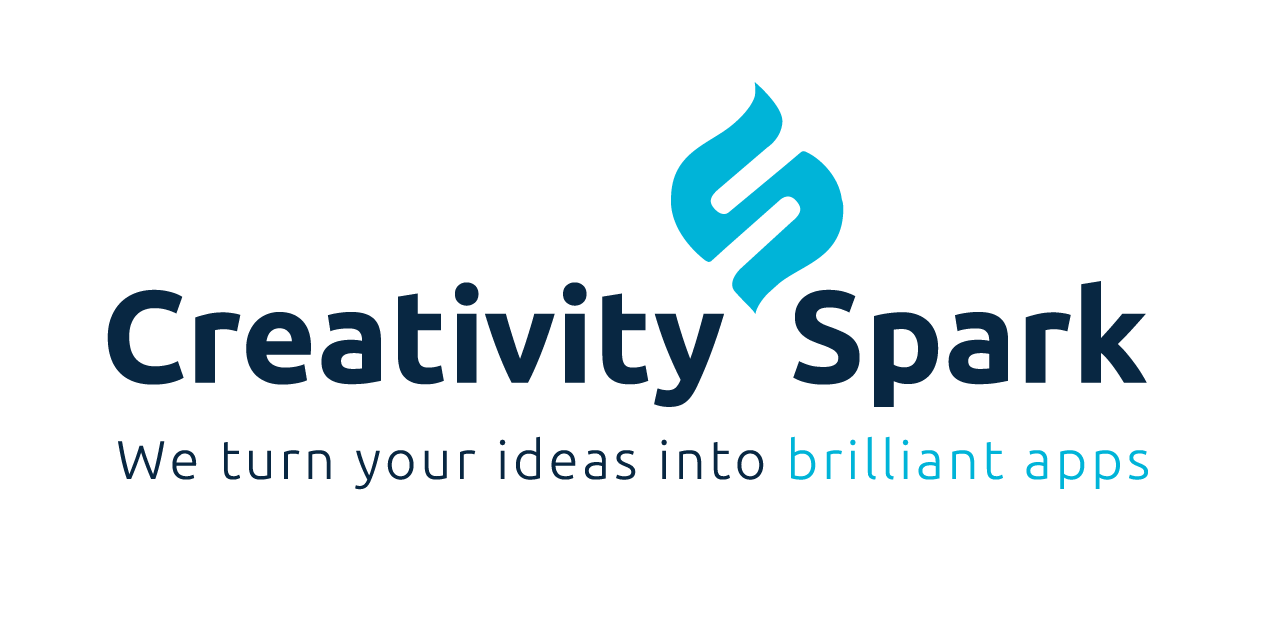 Creativity Spark
We turn your ideas into brilliant apps